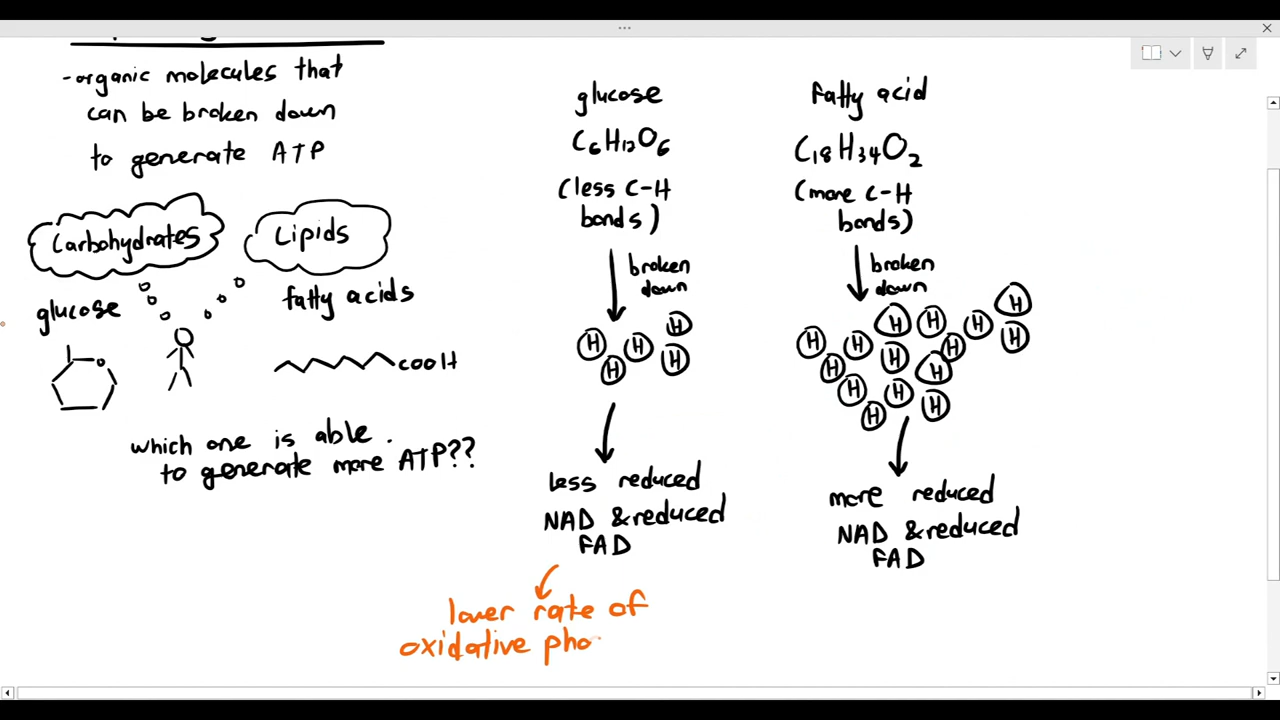 -organic molecules that
can be broken down
to generate ATP
Carbohydrates
Lipids
glucose
fatty acids
COOH
which one is able
to generate more ATP??
glucose
C6H12O6
(less C-H
bonds)
broken
down
H H H H H
less reduced
NAD & reduced
FAD
lower rate of
oxidative pho
fatty acid
C18H34O2
(more C-H
bonds)
broken
down
H H H H H H H H H H H H H H H
more reduced
NAD & reduced
FAD